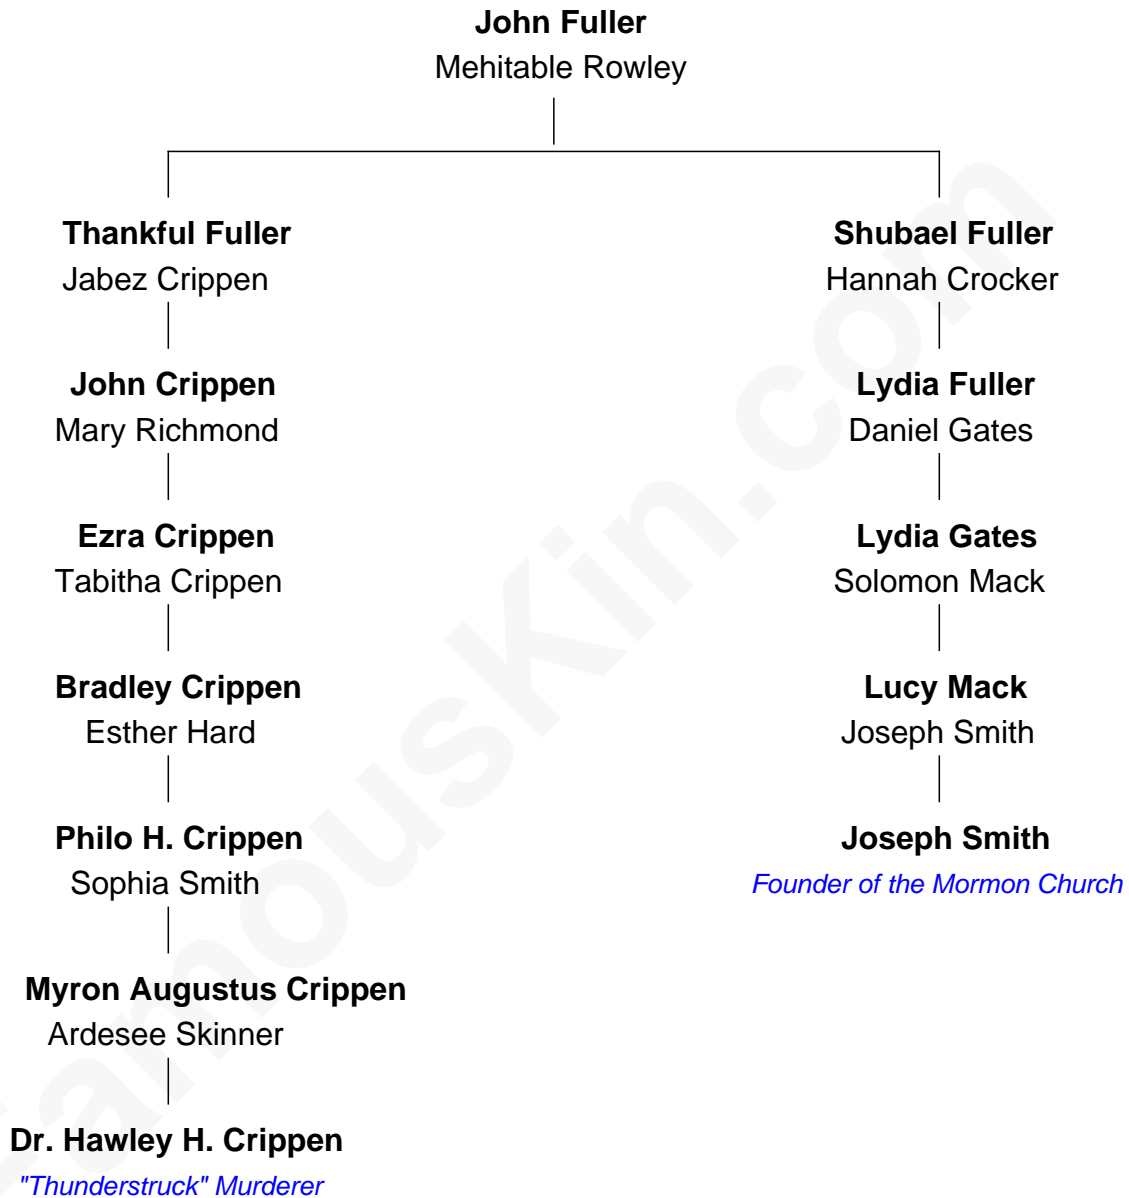 John Fuller
Mehitable Rowley
Thankful Fuller
Jabez Crippen
Shubael Fuller
Hannah Crocker
John Crippen
Mary Richmond
Lydia Fuller
Daniel Gates
Ezra Crippen
Tabitha Crippen
Lydia Gates
Solomon Mack
Bradley Crippen
Esther Hard
Lucy Mack
Joseph Smith
Philo H. Crippen
Sophia Smith
Joseph Smith
Founder of the Mormon Church
Myron Augustus Crippen
Ardesee Skinner
Dr. Hawley H. Crippen
"Thunderstruck" Murderer
FamousKin.com